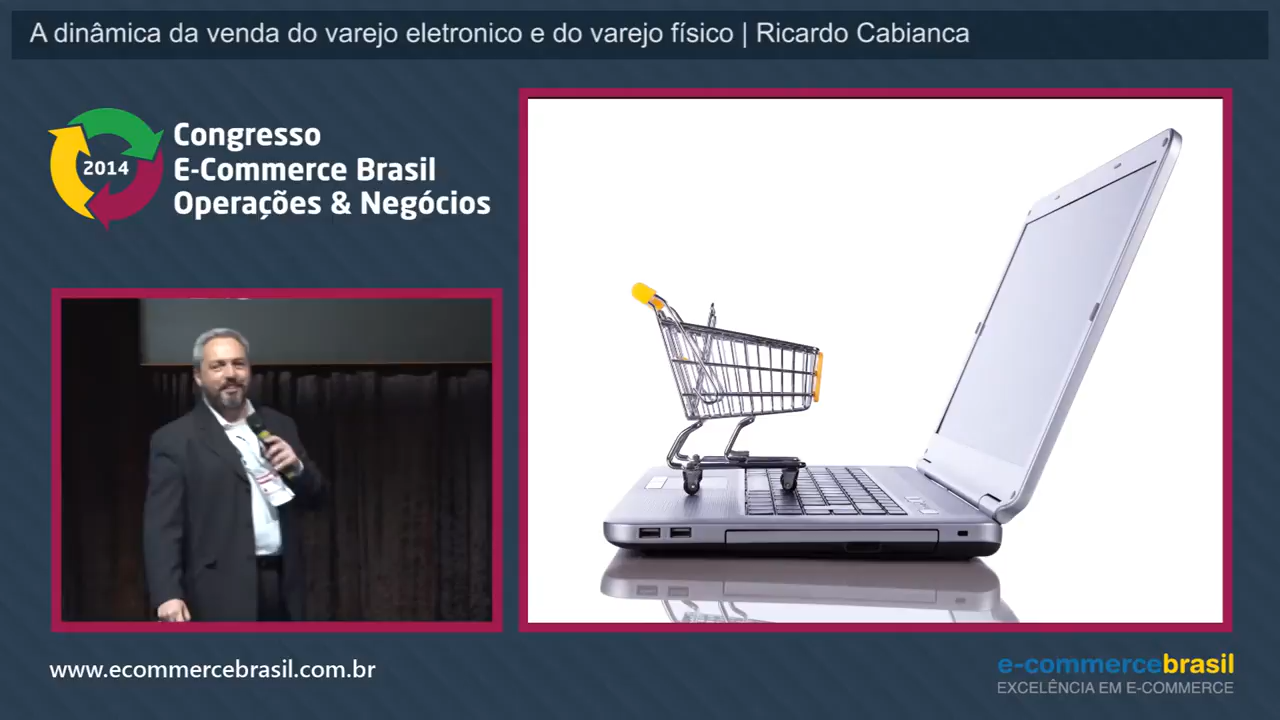 A dinâmica da venda do varejo eletronico e do varejo físico | Ricardo Cabianca
2014
Congresso
E-Commerce Brasil
Operações & Negócios
www.ecommercebrasil.com.br
e-commercebrasil
EXCELÊNCIA EM E-COMMERCE